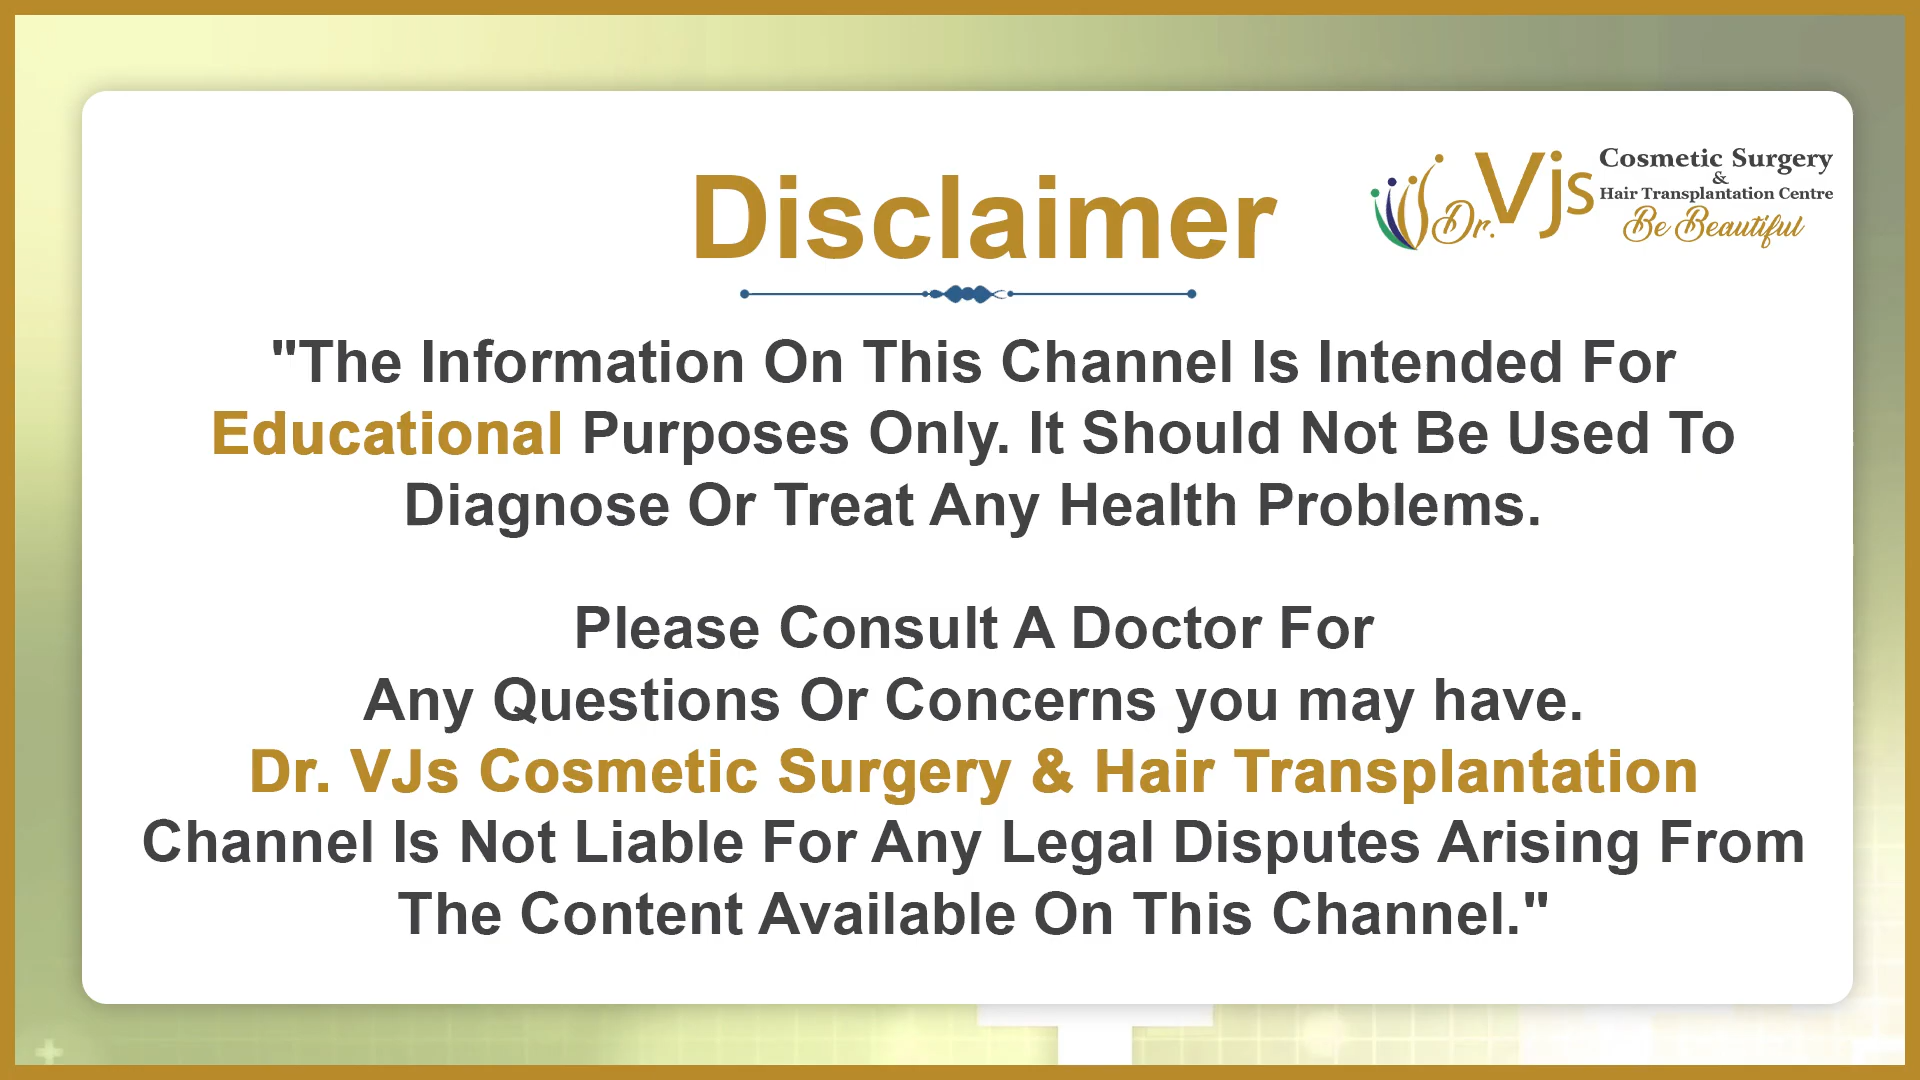 Disclaimer
Dr. Vjs
Cosmetic Surgery
&
Hair Transplantation Centre
Be Beautiful
"The Information On This Channel Is Intended For
Educational Purposes Only. It Should Not Be Used To
Diagnose Or Treat Any Health Problems.
Please Consult A Doctor For
Any Questions Or Concerns you may have.
Dr. VJs Cosmetic Surgery & Hair Transplantation
Channel Is Not Liable For Any Legal Disputes Arising From
The Content Available On This Channel."